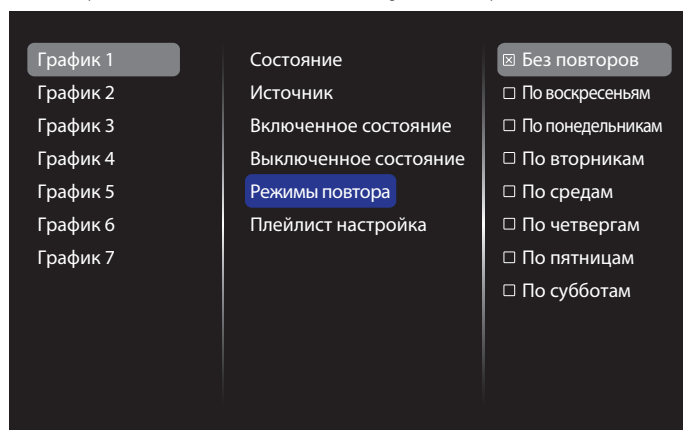 График 1
График 2
График 3
График 4
График 5
График 6
График 7
Состояние
Источник
Включенное состояние
Выключенное состояние
Режимы повтора
Плейлист настройка
Без повторов
По воскресеньям
По понедельникам
По вторникам
По средам
По четвергам
По пятницам
По субботам